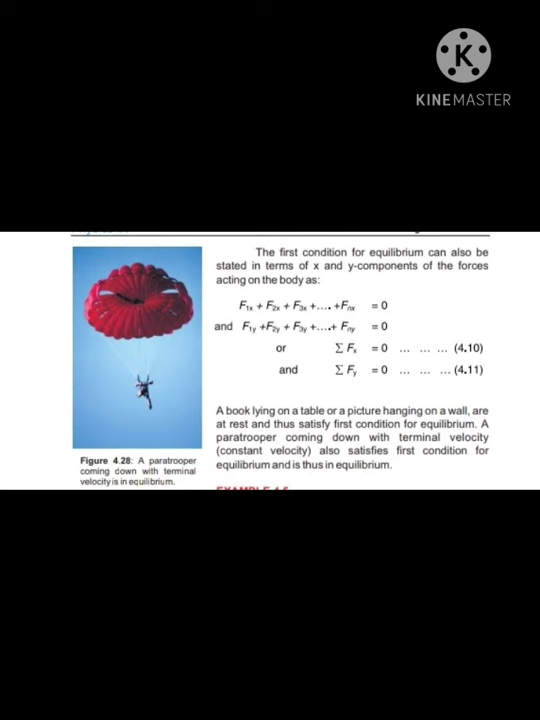 KINEMASTER
The first condition for equilibrium can also be
stated in terms of x and y-components of the forces
acting on the body as:
F1x + F2x + F3x +.... +Fnx = 0
and F1y +F2y + F3y +....+ Fny = 0
or ∑ Fx = 0 ... ... ... (4.10)
and ∑ Fy = 0 ... ... ... (4.11)
A book lying on a table or a picture hanging on a wall, are
at rest and thus satisfy first condition for equilibrium. A
paratrooper coming down with terminal velocity
(constant velocity) also satisfies first condition for
equilibrium and is thus in equilibrium.
Figure 4.28: A paratrooper
coming down with terminal
velocity is in equilibrium.